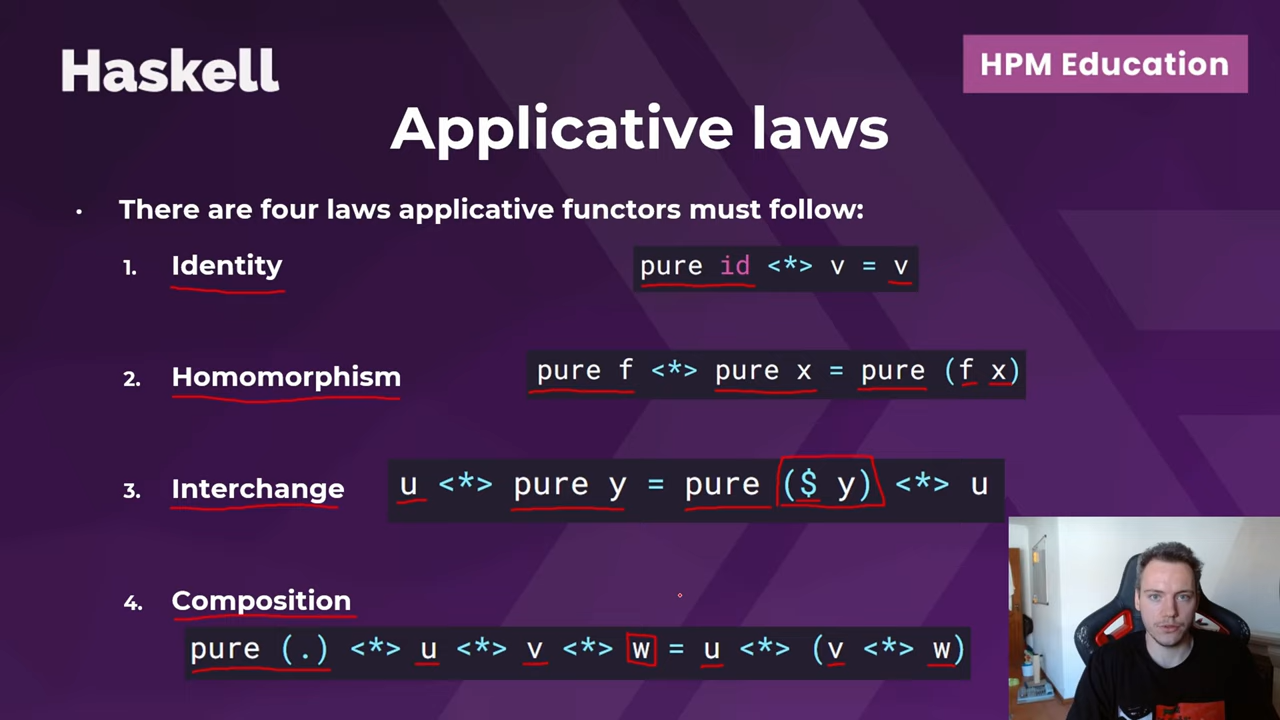 Haskell
HPM Education
Applicative laws
• There are four laws applicative functors must follow:
1. Identity
pure id <*> v = v
2. Homomorphism
pure f <*> pure x = pure (f x)
3. Interchange
u <*> pure y = pure ($ y) <*> u
4. Composition
pure (.) <*> u <*> v <*> w = u <*> (v <*> w)